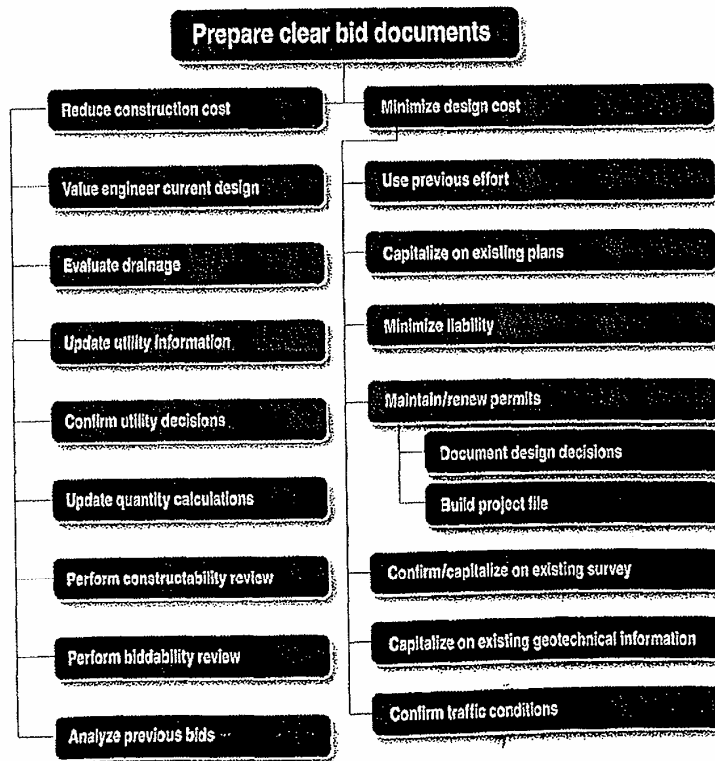 Prepare clear bid documents
Reduce construction cost
Value engineer current design
Evaluate drainage
Update utility information
Confirm utility decisions
Update quantity calculations
Perform constructability review
Perform biddability review
Analyze previous bids
Minimize design cost
Use previous effort
Capitalize on existing plans
Minimize liability
Maintain/renew permits
Document design decisions
Build project file
Confirm/capitalize on existing survey
Capitalize on existing geotechnical information
Confirm traffic conditions